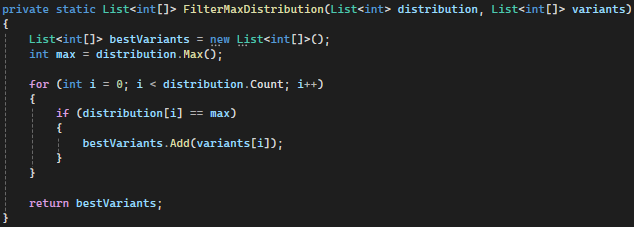 private static List<int[]> FilterMaxDistribution(List<int> distribution, List<int[]> variants)
{
    List<int[]> bestVariants = new List<int[]>();
    int max = distribution.Max();

    for (int i = 0; i < distribution.Count; i++)
    {
        if (distribution[i] == max)
        {
            bestVariants.Add(variants[i]);
        }
    }

    return bestVariants;
}